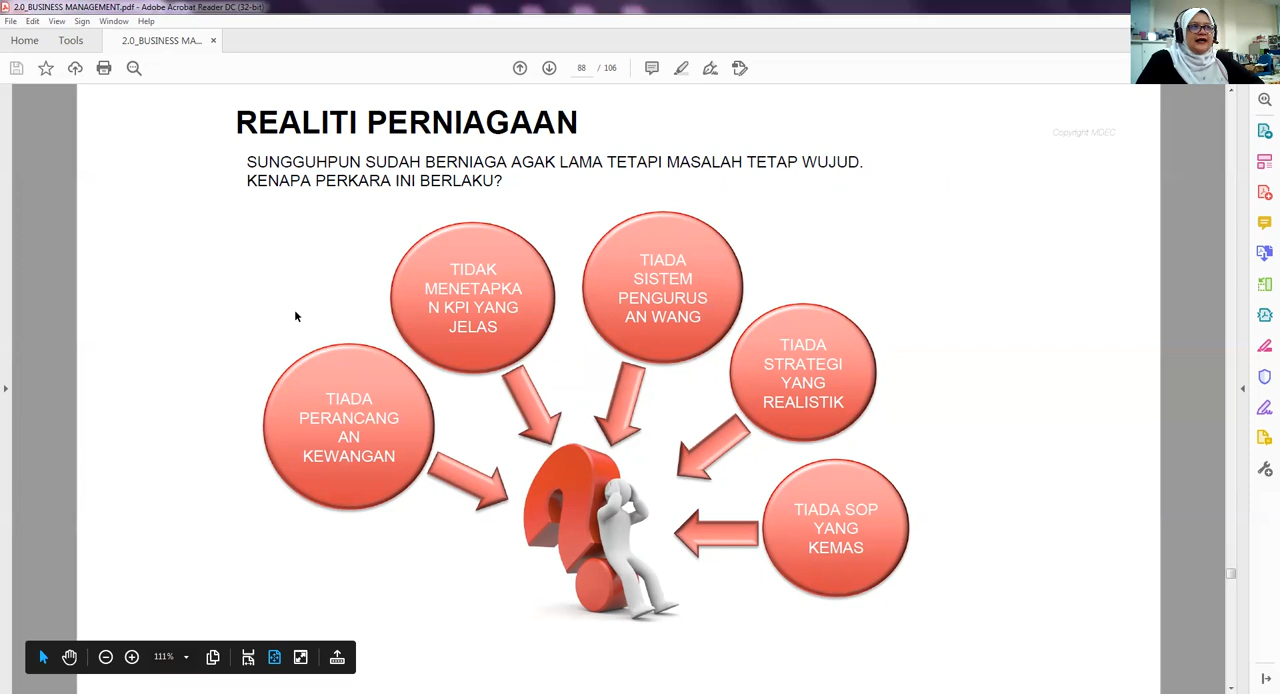 2.0_BUSINESS MANAGEMENT.pdf - Adobe Acrobat Reader DC (32-bit)
File Edit View Sign Window Help
Home Tools 2.0_BUSINESS MA... ×
88 / 106
REALITI PERNIAGAAN
Copyright MDEC
SUNGGUHPUN SUDAH BERNIAGA AGAK LAMA TETAPI MASALAH TETAP WUJUD.
KENAPA PERKARA INI BERLAKU?
TIADA
PERANCANG
AN
KEWANGAN
TIDAK
MENETAPKA
N KPI YANG
JELAS
TIADA
SISTEM
PENGURUS
AN WANG
TIADA
STRATEGI
YANG
REALISTIK
TIADA SOP
YANG
KEMAS
111%